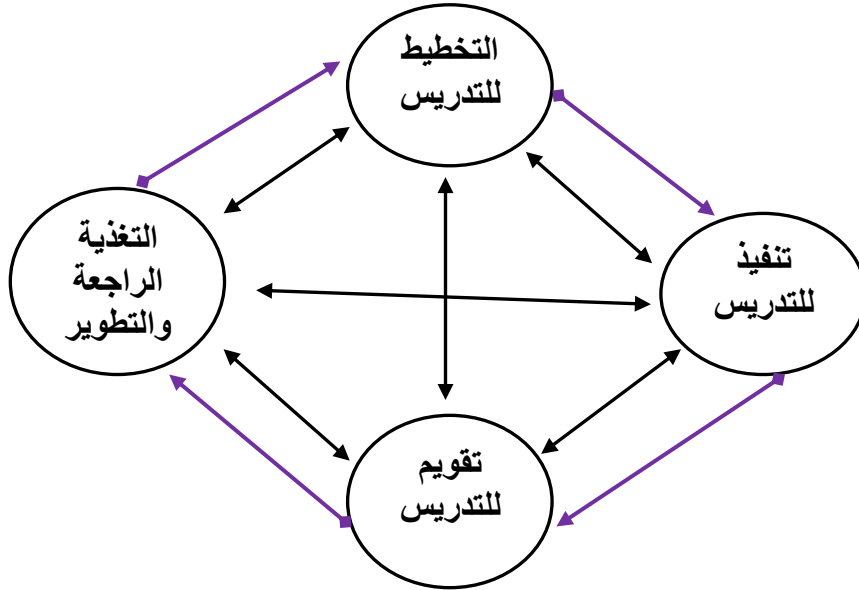 التخطيط
للتدريس
تنفيذ
للتدريس
تقويم
للتدريس
التغذية
الراجعة
والتطوير